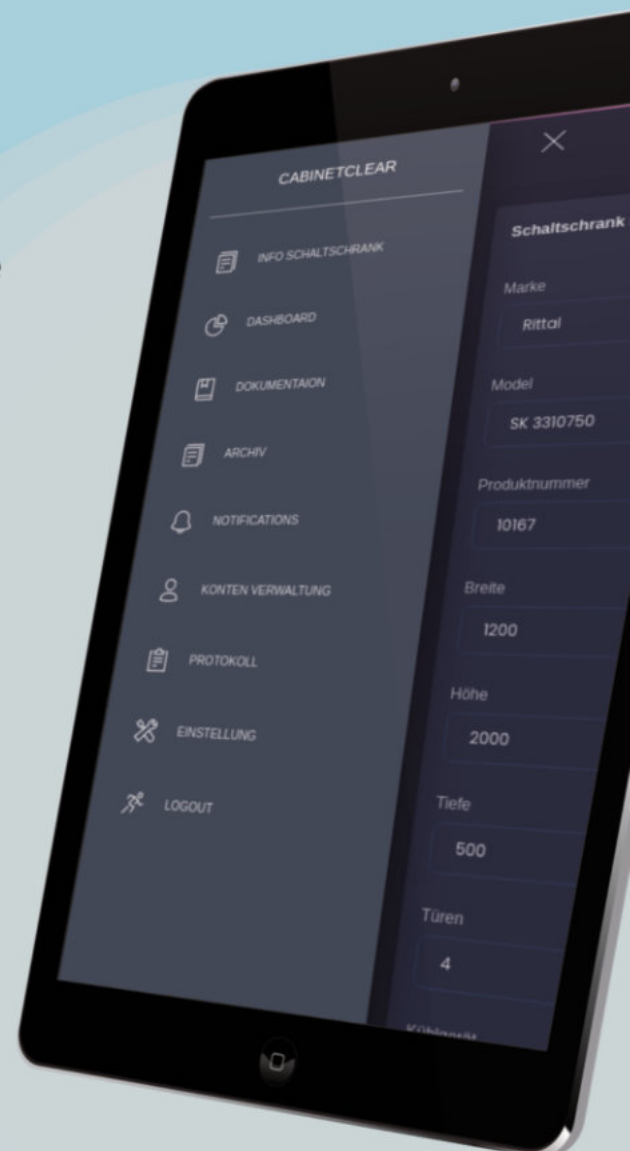 CABINETCLEAR
INFO SCHALTSCHRANK
DASHBOARD
DOKUMENTAION
ARCHIV
NOTIFICATIONS
KONTEN VERWALTUNG
PROTOKOLL
EINSTELLUNG
LOGOUT
Schaltschrank
Marke
Rittal
Model
SK 3310750
Produktnummer
10167
Breite
1200
Höhe
2000
Tiefe
500
Türen
4
Kühlgerät